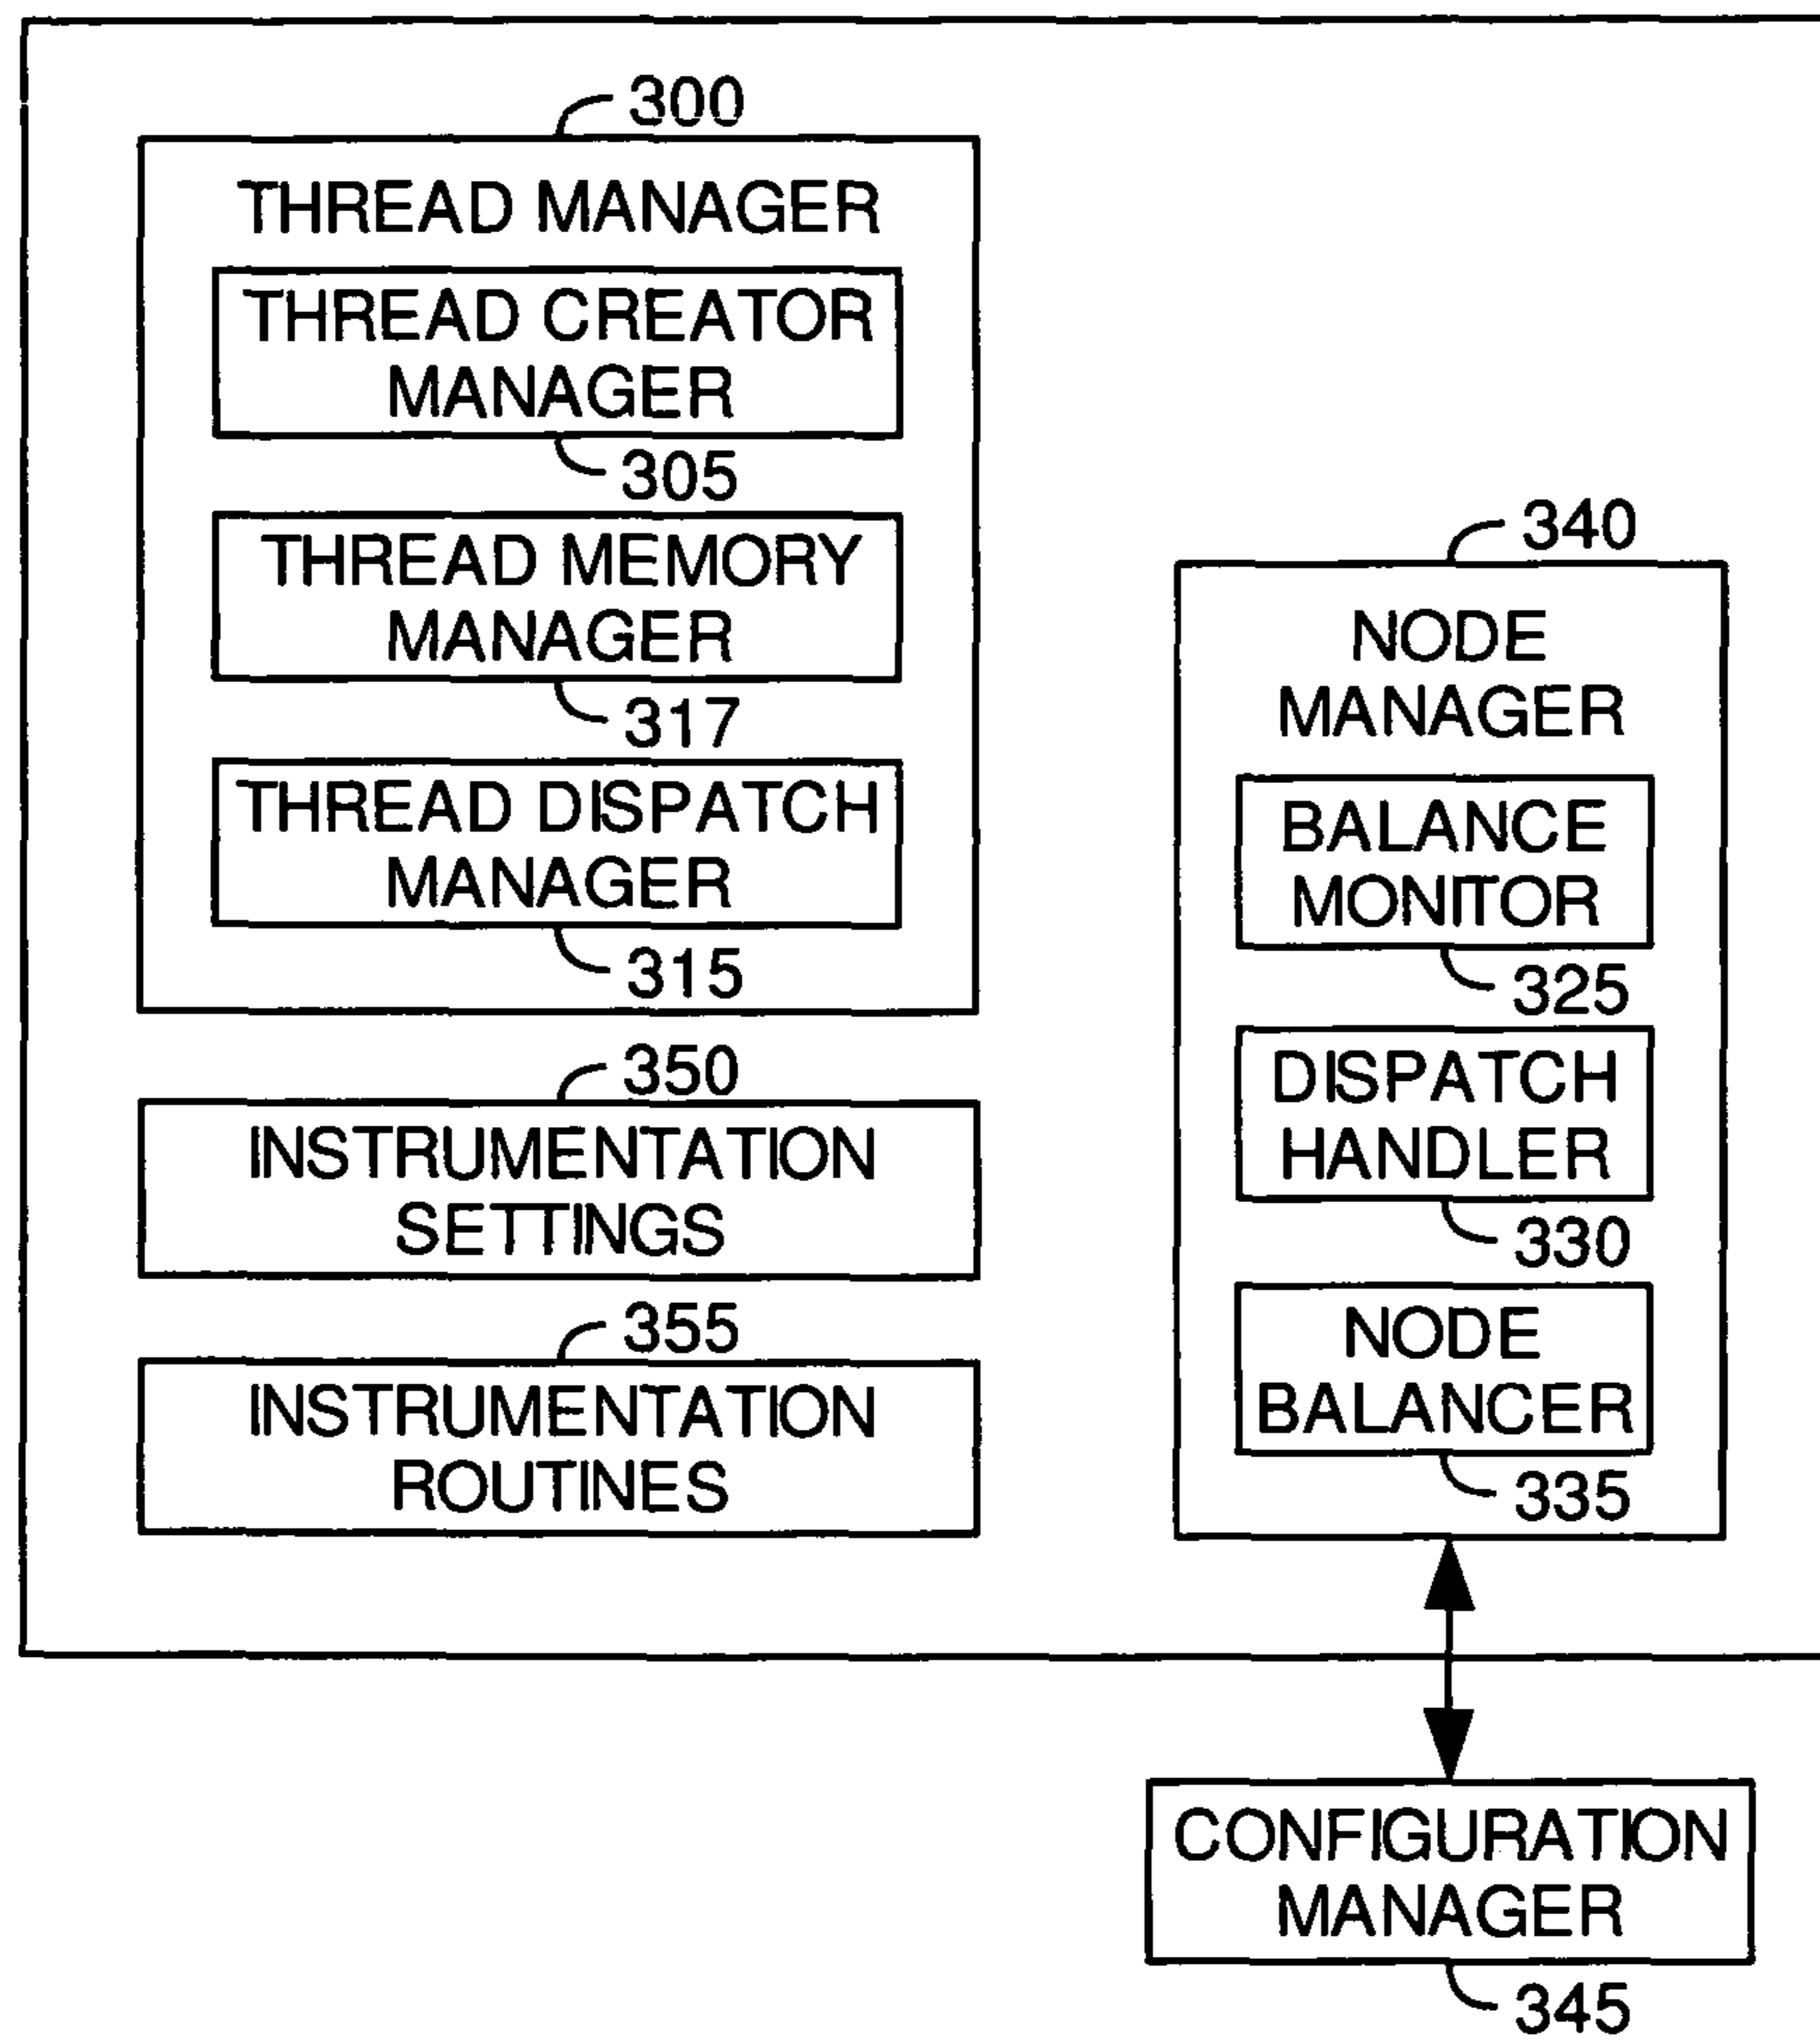 300
THREAD MANAGER
THREAD CREATOR
MANAGER
305
THREAD MEMORY
MANAGER
317
THREAD DISPATCH
MANAGER
315
350
INSTRUMENTATION
SETTINGS
355
INSTRUMENTATION
ROUTINES
340
NODE
MANAGER
BALANCE
MONITOR
325
DISPATCH
HANDLER
330
NODE
BALANCER
335
CONFIGURATION
MANAGER
345